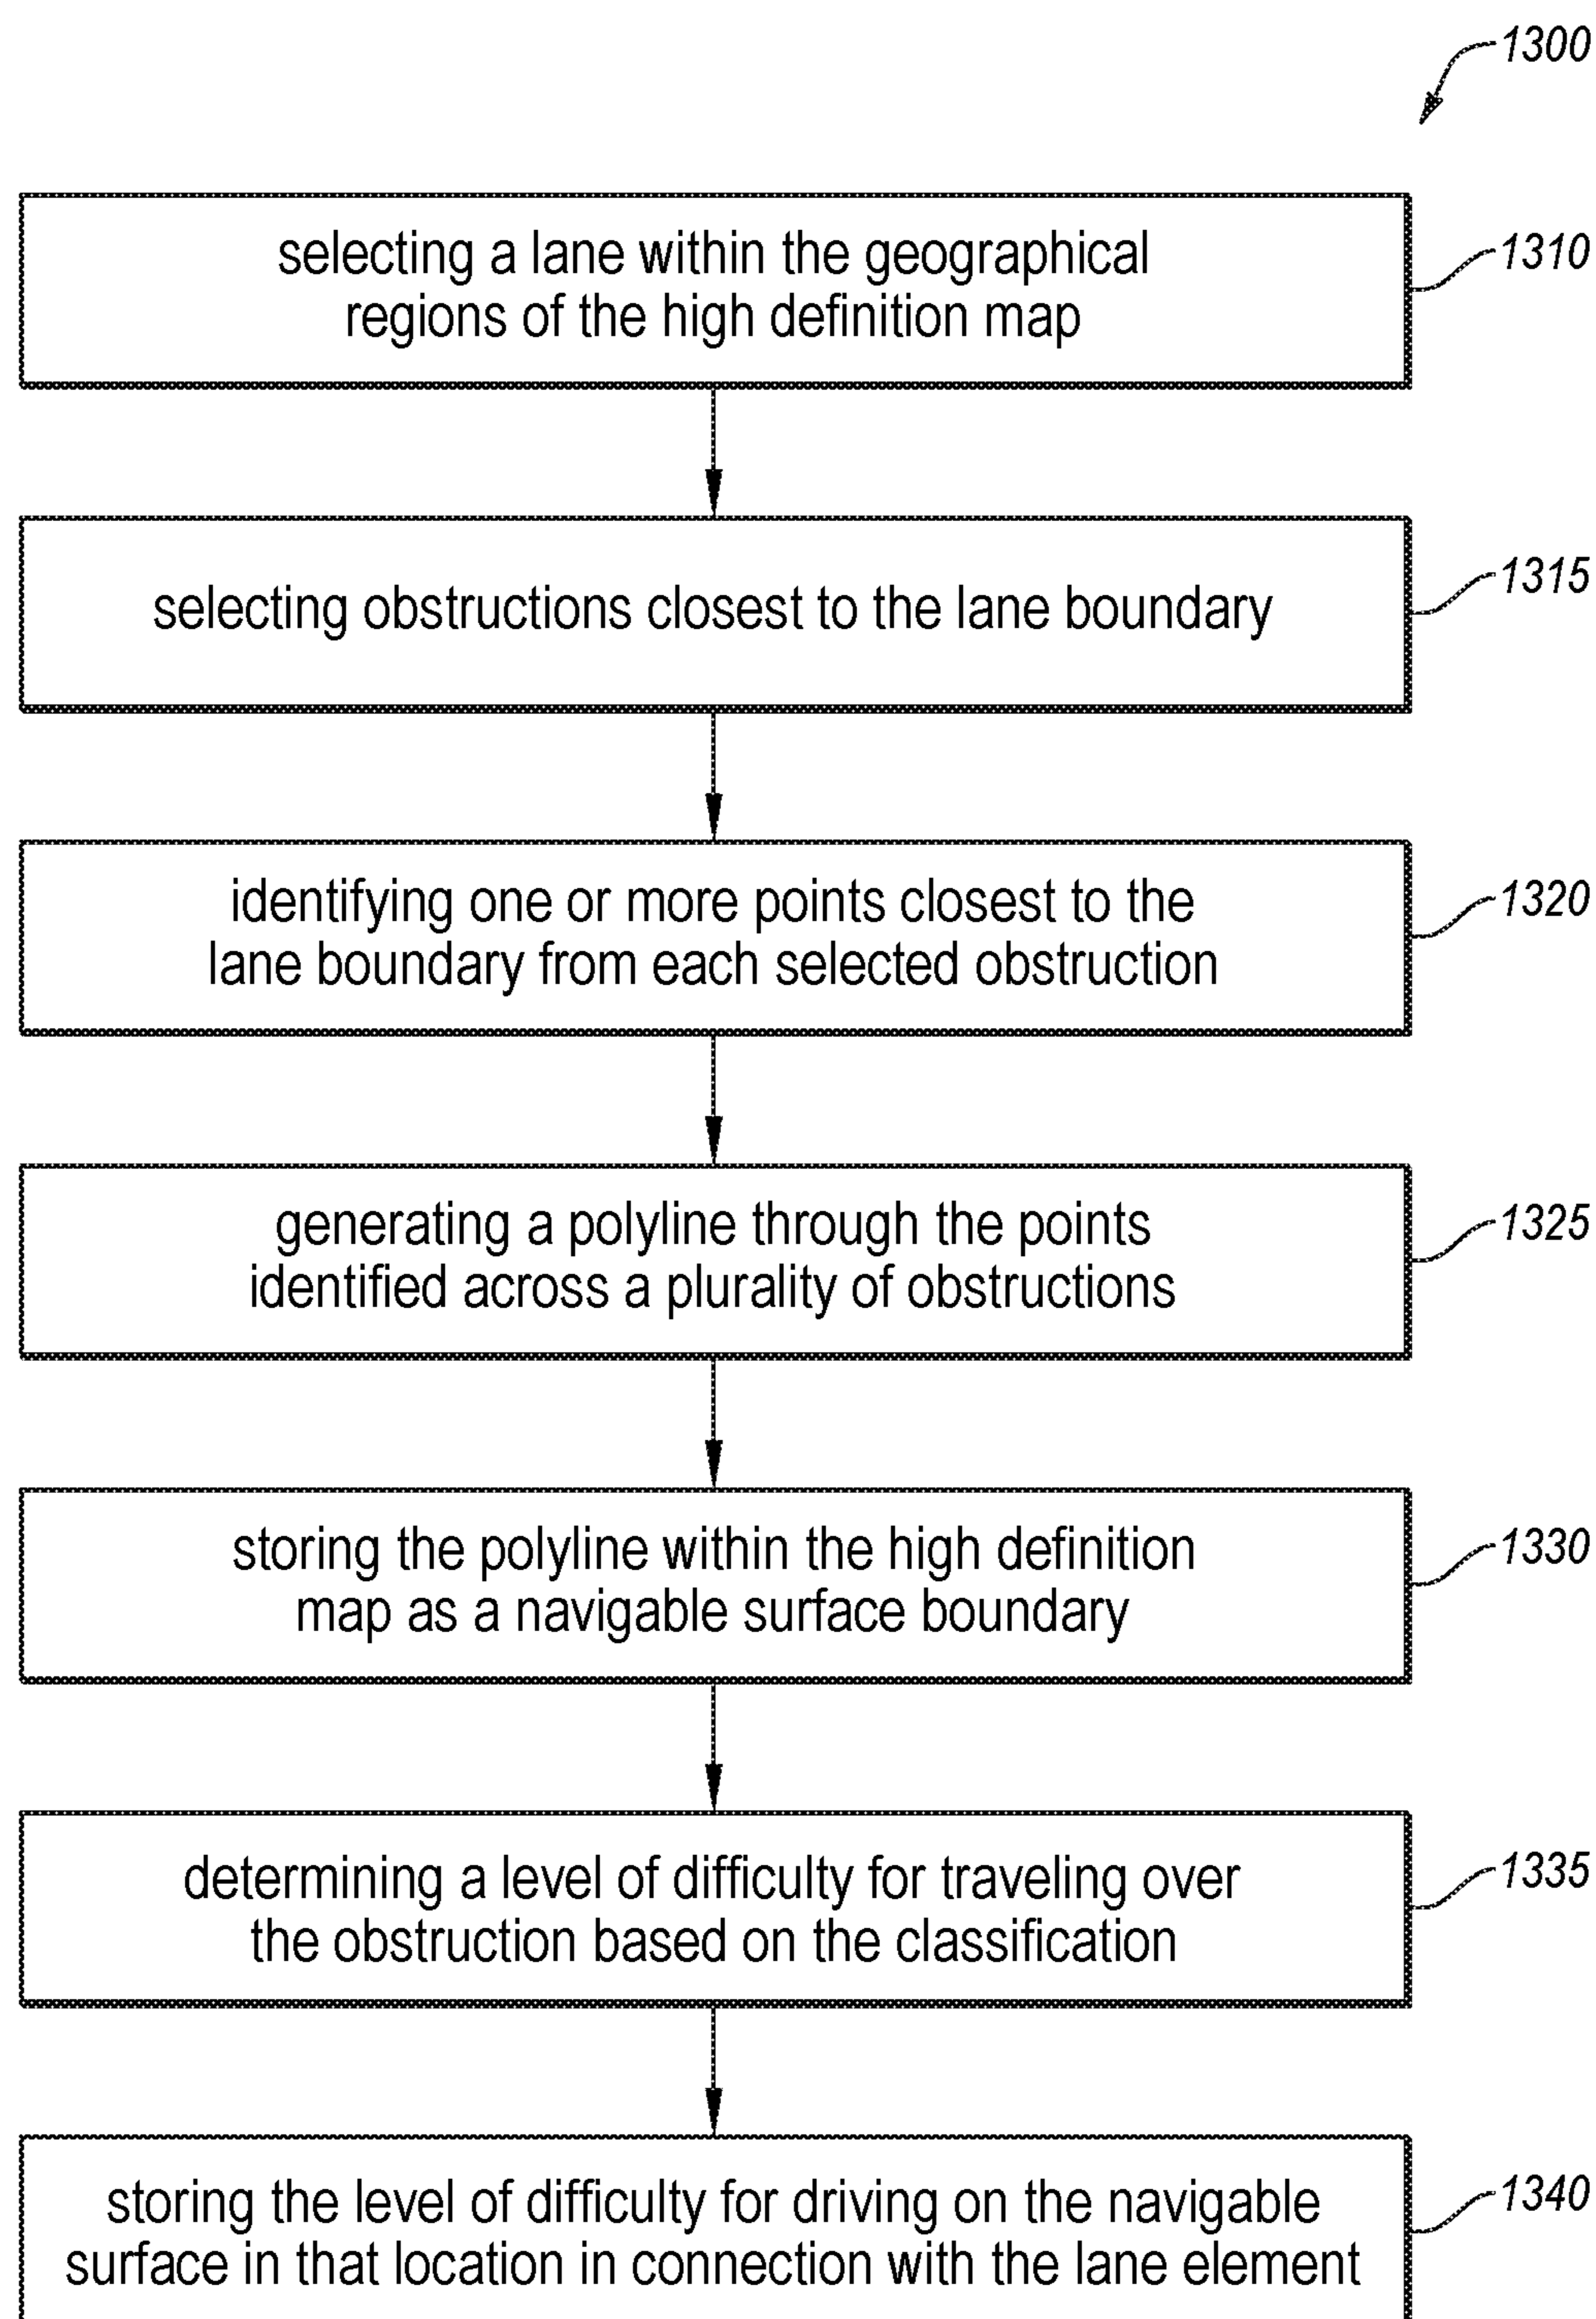 1300
selecting a lane within the geographical
regions of the high definition map
1310
selecting obstructions closest to the lane boundary
1315
identifying one or more points closest to the
lane boundary from each selected obstruction
1320
generating a polyline through the points
identified across a plurality of obstructions
1325
storing the polyline within the high definition
map as a navigable surface boundary
1330
determining a level of difficulty for traveling over
the obstruction based on the classification
1335
storing the level of difficulty for driving on the navigable
surface in that location in connection with the lane element
1340